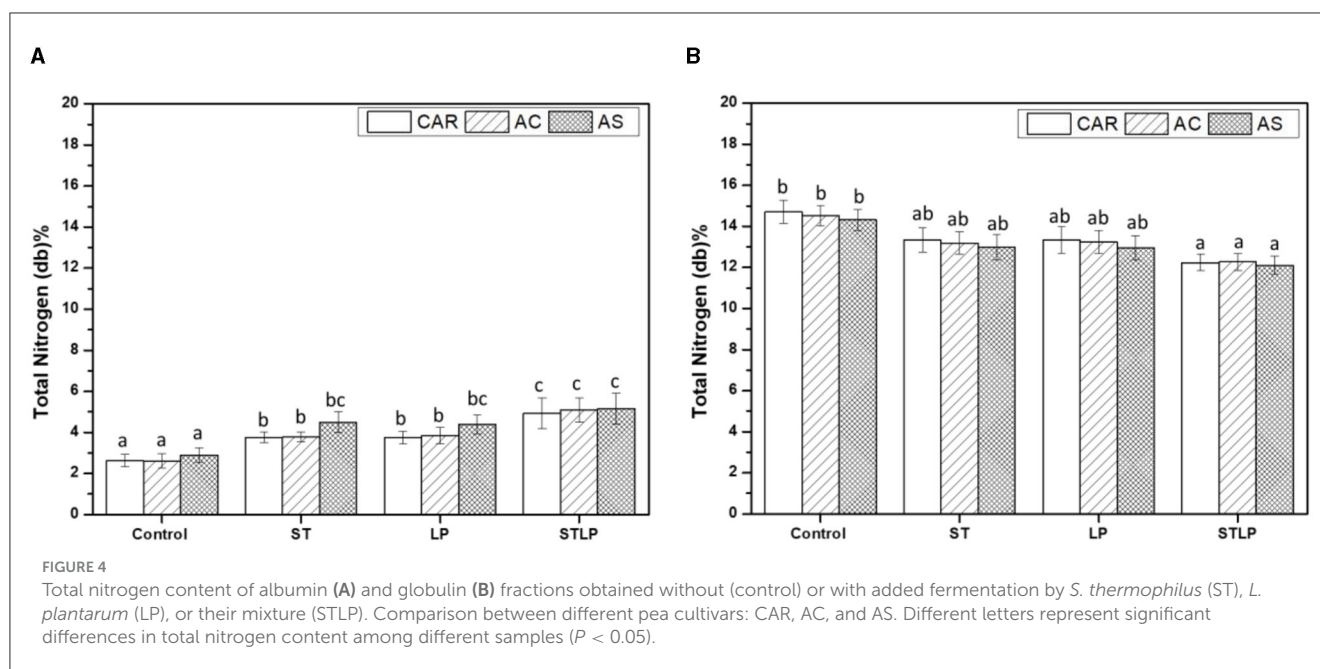 A
Total Nitrogen (db)%
20
18
16
14
12
10
8
6
4
2
0
CAR AC AS
a a a
b b bc
b b bc
c c c
Control ST LP STLP
B
Total Nitrogen (db)%
20
18
16
14
12
10
8
6
4
2
0
CAR AC AS
b b b
ab ab ab
ab ab ab
a a a
Control ST LP STLP
FIGURE 4
Total nitrogen content of albumin (A) and globulin (B) fractions obtained without (control) or with added fermentation by S. thermophilus (ST), L.
plantarum (LP), or their mixture (STLP). Comparison between different pea cultivars: CAR, AC, and AS. Different letters represent significant
differences in total nitrogen content among different samples (P < 0.05).